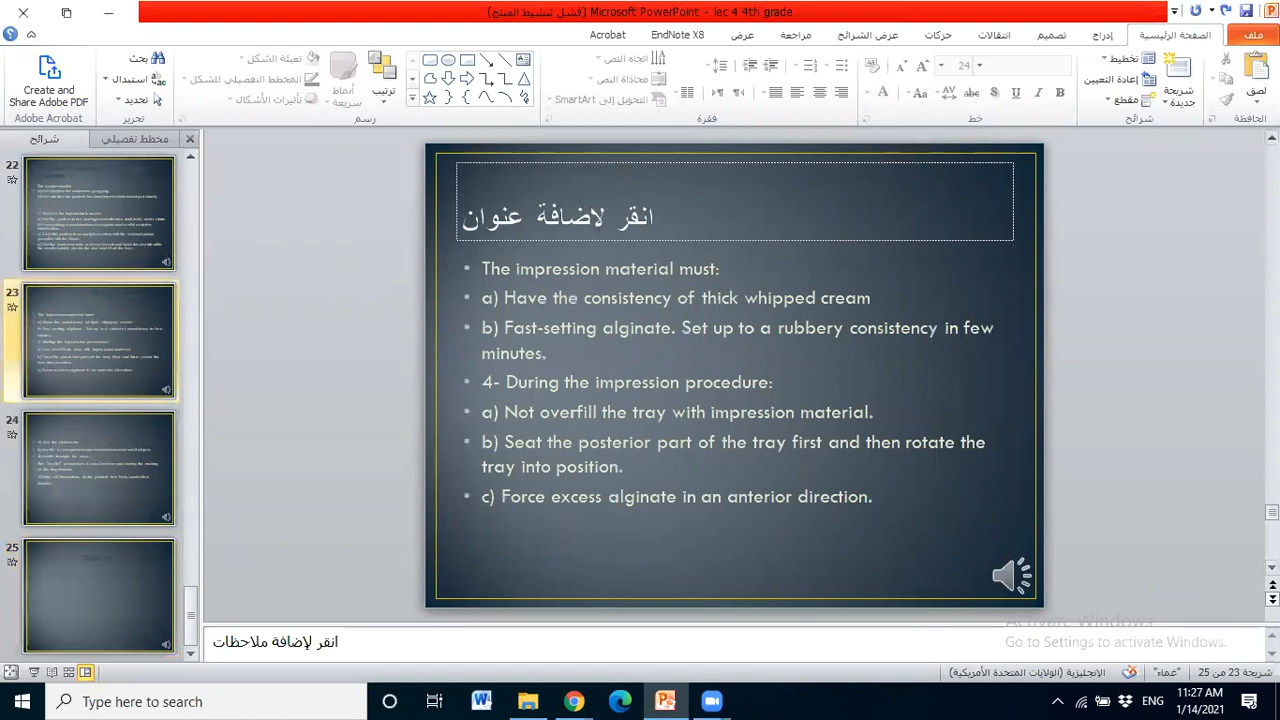 (فشل تنشيط المنتج) Microsoft PowerPoint - lec 4 4th grade
ملف
الصفحة الرئيسية
إدراج
تصميم
انتقالات
حركات
عرض الشرائح
مراجعة
عرض
EndNote X8
Acrobat
لصق
الحافظة
شريحة
جديدة
تخطيط
إعادة التعيين
مقطع
شرائح
24
خط
اتجاه النص
محاذاة النص
التحويل إلى SmartArt
فقرة
ترتيب
أنماط
سريعة
تعبئة الشكل
المخطط التفصيلي للشكل
تأثيرات الأشكال
رسم
بحث
استبدال
تحديد
تحرير
Create and
Share Adobe PDF
Adobe Acrobat
شرائح
مخطط تفصيلي
22
23
24
25
انقر لاضافة عنوان
• The impression material must:
• a) Have the consistency of thick whipped cream
• b) Fast-setting alginate. Set up to a rubbery consistency in few
minutes.
• 4- During the impression procedure:
• a) Not overfill the tray with impression material.
• b) Seat the posterior part of the tray first and then rotate the
tray into position.
• c) Force excess alginate in an anterior direction.
Activate Windows
Go to Settings to activate Windows.
انقر لإضافة ملاحظات
شريحة 23 من 25
"عماء"
الإنجليزية (الولايات المتحدة الأمريكية)
Type here to search
ENG
11:27 AM
1/14/2021